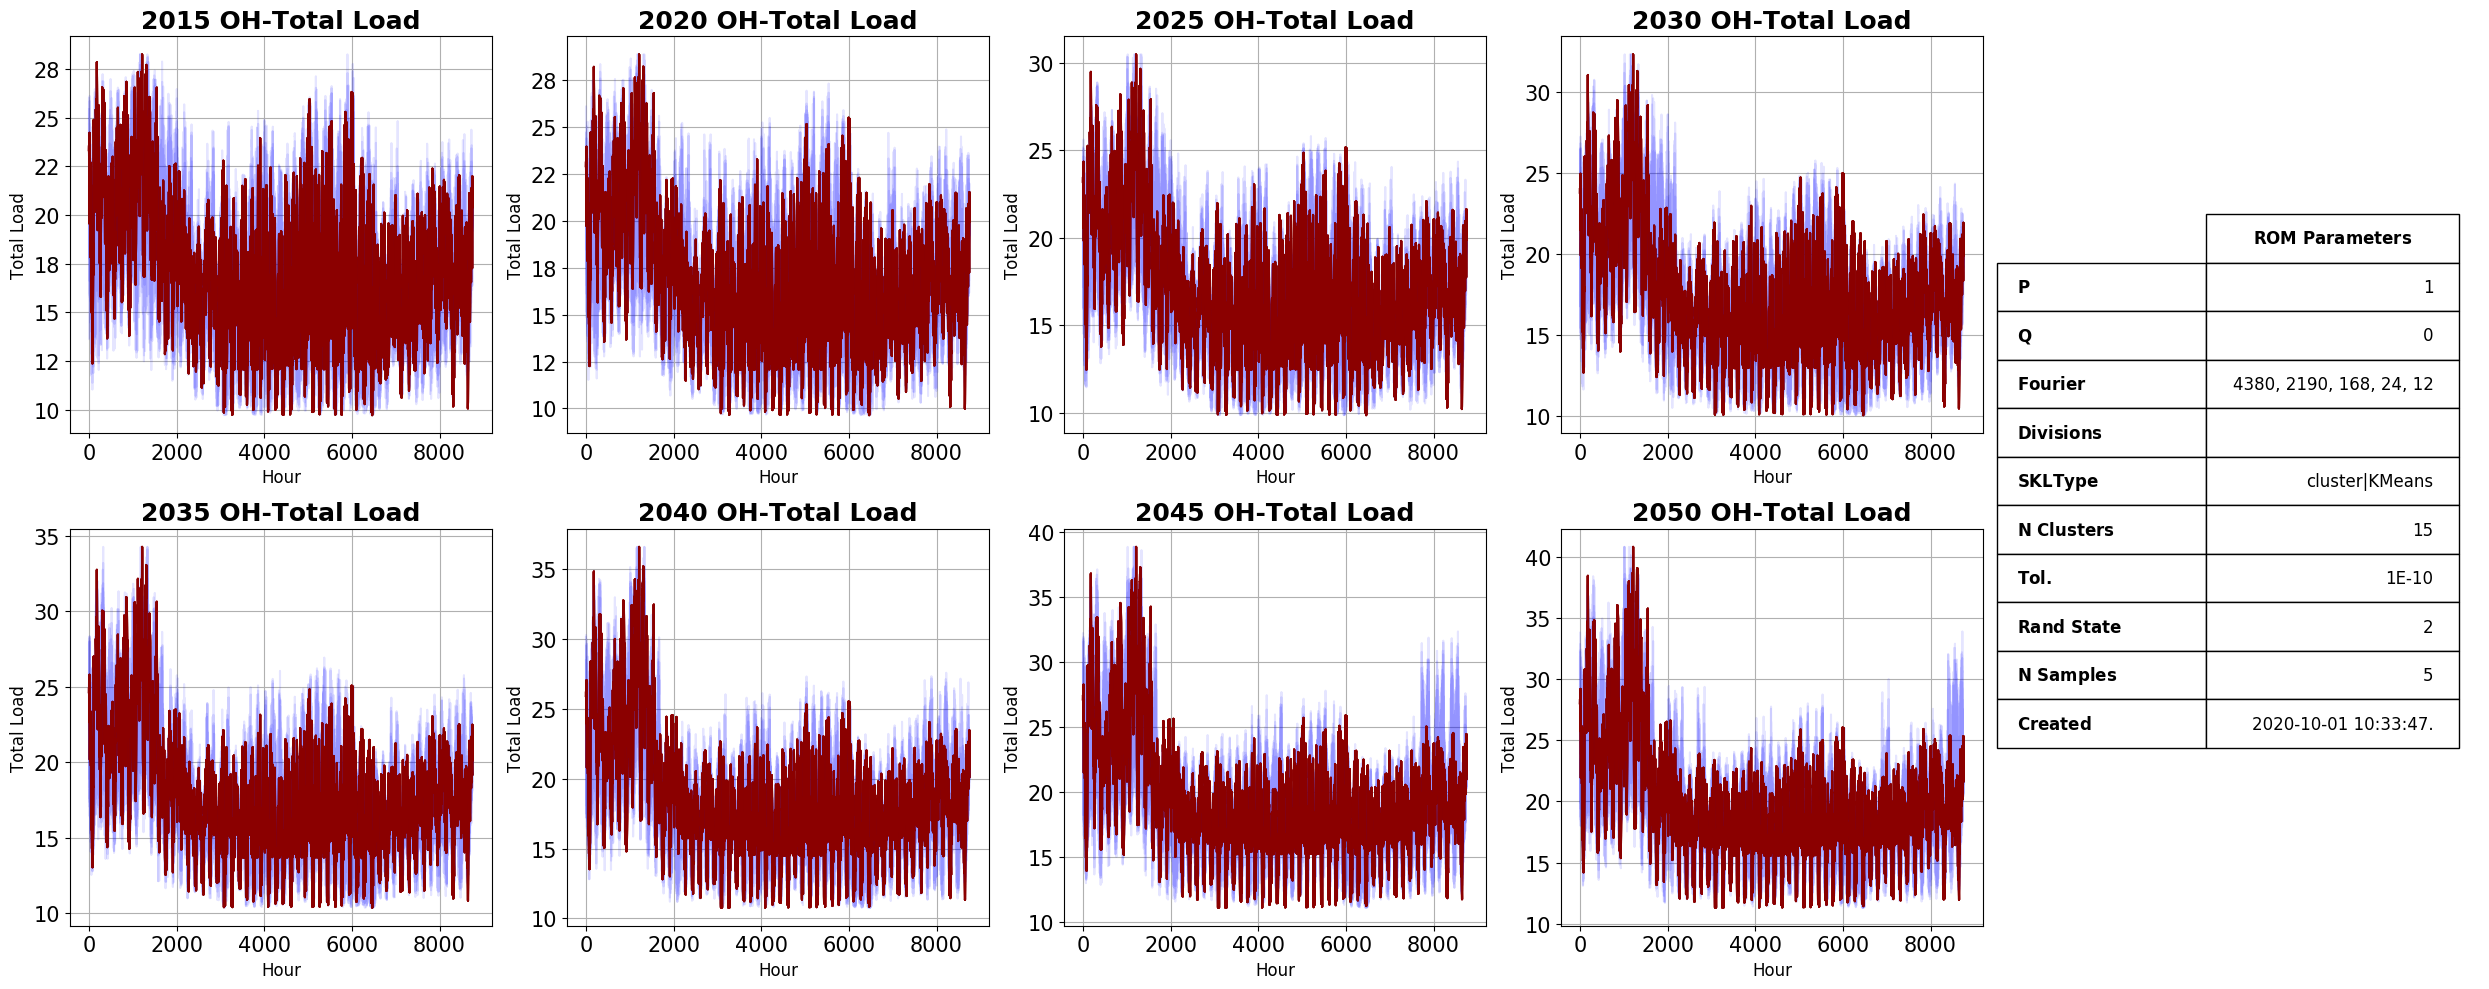 2015 OH-Total Load
Total Load
28
25
22
20
18
15
12
10
0 2000 4000 6000 8000
Hour
2020 OH-Total Load
Total Load
28
25
22
20
18
15
12
10
0 2000 4000 6000 8000
Hour
2025 OH-Total Load
Total Load
30
25
20
15
10
0 2000 4000 6000 8000
Hour
2030 OH-Total Load
Total Load
30
25
20
15
10
0 2000 4000 6000 8000
Hour
2035 OH-Total Load
Total Load
35
30
25
20
15
10
0 2000 4000 6000 8000
Hour
2040 OH-Total Load
Total Load
35
30
25
20
15
10
0 2000 4000 6000 8000
Hour
2045 OH-Total Load
Total Load
40
35
30
25
20
15
10
0 2000 4000 6000 8000
Hour
2050 OH-Total Load
Total Load
40
35
30
25
20
15
10
0 2000 4000 6000 8000
Hour
ROM Parameters
P 1
Q 0
Fourier 4380, 2190, 168, 24, 12
Divisions
SKLType cluster|KMeans
N Clusters 15
Tol. 1E-10
Rand State 2
N Samples 5
Created 2020-10-01 10:33:47.